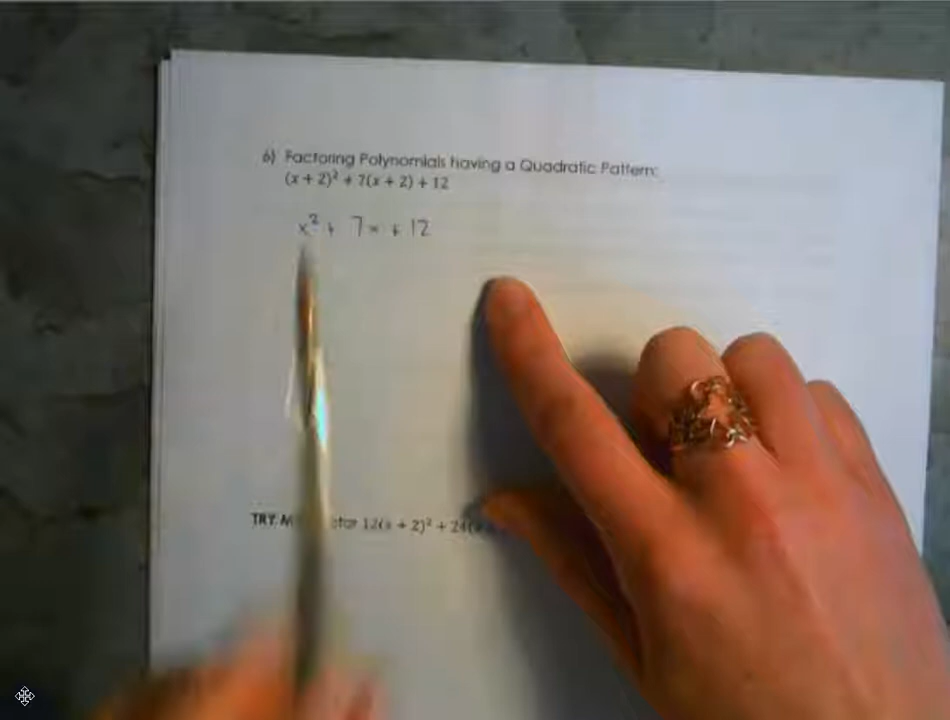 6) Factoring Polynomials having a Quadratic Pattern:
(x + 2)² + 7(x + 2) + 12
x² + 7x + 12
TRY: 12(x + 2)² + 24(